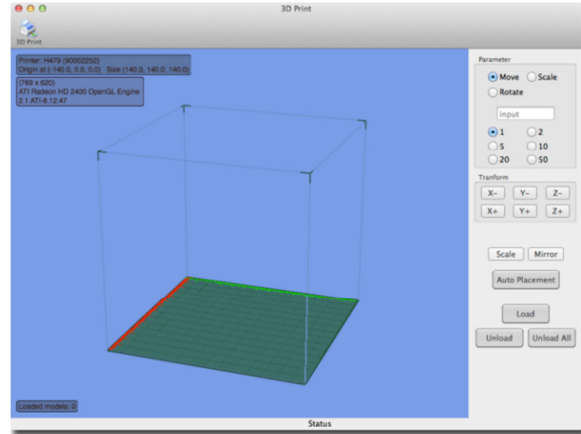 3D Print
3D Print
Printer: H479 (90002252)
Origin at:(-140.0, 0.0, 0.0) Size (140.0, 140.0, 140.0)
(769 x 620)
ATI Radeon HD 2400 OpenGL Engine
2.1 ATI-6.12.47
Loaded models: 0
Parameter
Move Scale
Rotate
input
1 2
5 10
20 50
Tranform
X- Y- Z-
X+ Y+ Z+
Scale Mirror
Auto Placement
Load
Unload Unload All
Status